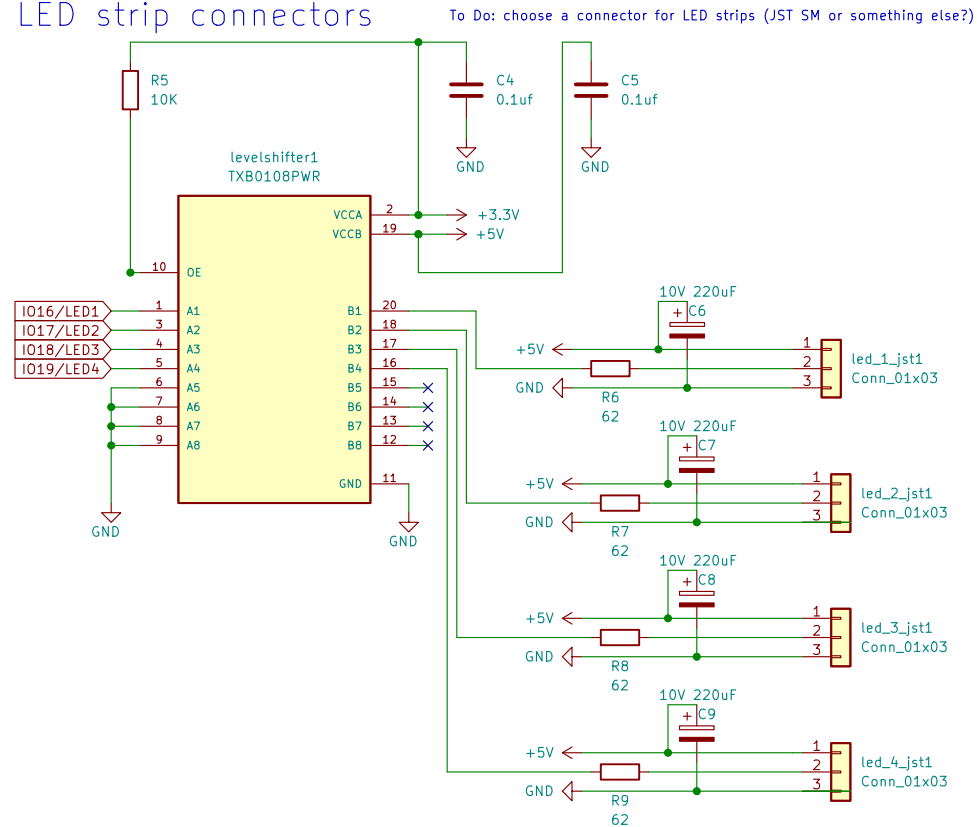 LED strip connectors
To Do: choose a connector for LED strips (JST SM or something else?)
R5
10K
C4
0.1uf
GND
C5
0.1uf
GND
levelshifter1
TXB0108PWR
VCCA 2 +3.3V
VCCB 19 +5V
10 OE
IO16/LED1 1 A1 B1 20
IO17/LED2 3 A2 B2 18
IO18/LED3 4 A3 B3 17
IO19/LED4 5 A4 B4 16
6 A5 B5 15
7 A6 B6 14
8 A7 B7 13
9 A8 B8 12
GND 11
GND
GND
10V 220uF
+ C6
+5V 1
2
GND 3
R6
62
led_1_jst1
Conn_01x03
10V 220uF
+ C7
+5V 1
2
GND 3
R7
62
led_2_jst1
Conn_01x03
10V 220uF
+ C8
+5V 1
2
GND 3
R8
62
led_3_jst1
Conn_01x03
10V 220uF
+ C9
+5V 1
2
GND 3
R9
62
led_4_jst1
Conn_01x03